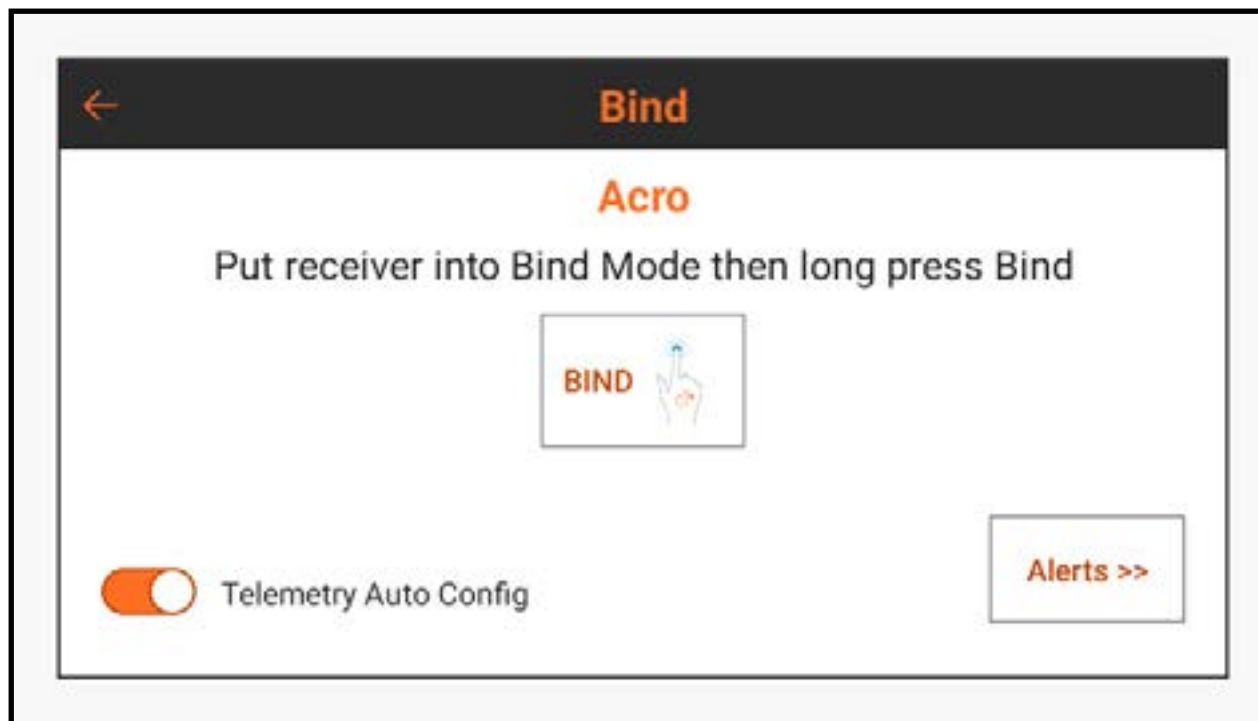 Bind
Acro
Put receiver into Bind Mode then long press Bind
BIND
Telemetry Auto Config
Alerts >>